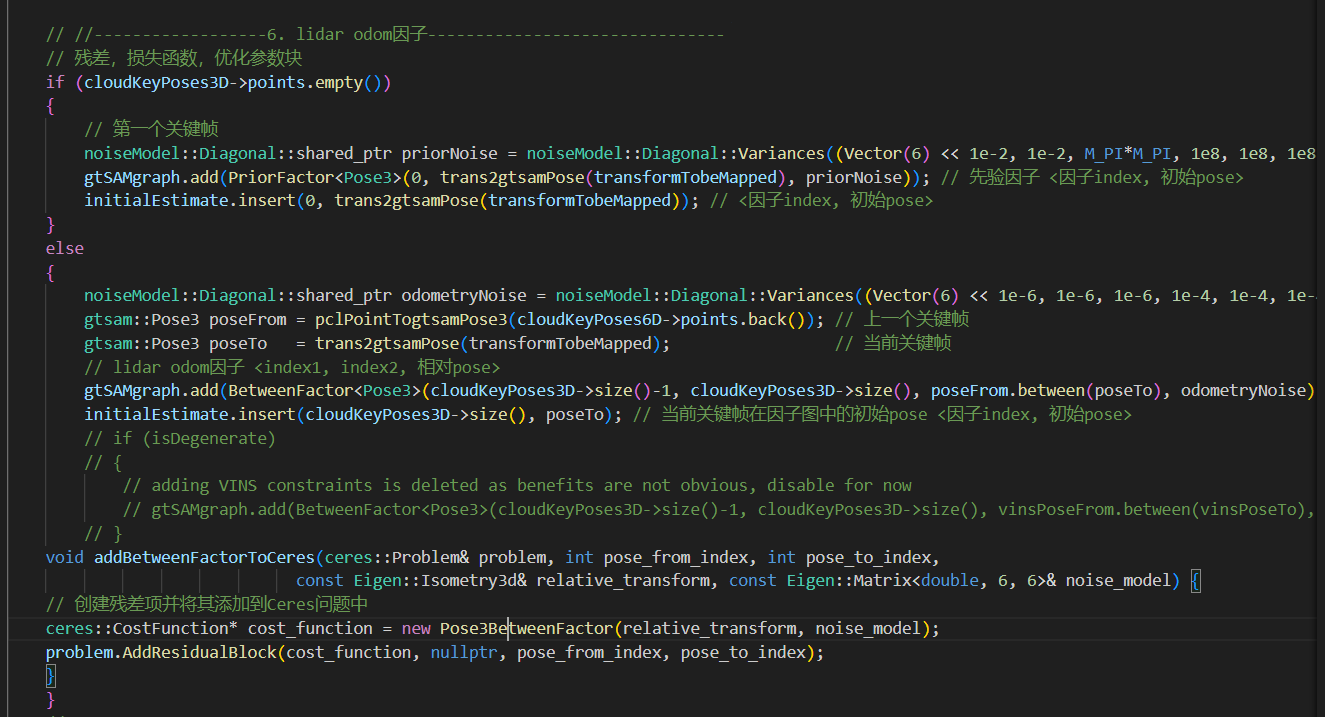 // //------------------6. lidar odom因子-------------------------------
// 残差，损失函数，优化参数块
if (cloudKeyPoses3D->points.empty())
{
// 第一个关键帧
noiseModel::Diagonal::shared_ptr priorNoise = noiseModel::Diagonal::Variances((Vector(6) << 1e-2, 1e-2, M_PI*M_PI, 1e8, 1e8, 1e8
gtSAMgraph.add(PriorFactor<Pose3>(0, trans2gtsamPose(transformTobeMapped), priorNoise)); // 先验因子 <因子index, 初始pose>
initialEstimate.insert(0, trans2gtsamPose(transformTobeMapped)); // <因子index, 初始pose>
}
else
{
noiseModel::Diagonal::shared_ptr odometryNoise = noiseModel::Diagonal::Variances((Vector(6) << 1e-6, 1e-6, 1e-6, 1e-4, 1e-4, 1e-
gtsam::Pose3 poseFrom = pclPointTogtsamPose3(cloudKeyPoses6D->points.back()); // 上一个关键帧
gtsam::Pose3 poseTo   = trans2gtsamPose(transformTobeMapped);                 // 当前关键帧
// lidar odom因子 <index1, index2, 相对pose>
gtSAMgraph.add(BetweenFactor<Pose3>(cloudKeyPoses3D->size()-1, cloudKeyPoses3D->size(), poseFrom.between(poseTo), odometryNoise)
initialEstimate.insert(cloudKeyPoses3D->size(), poseTo); // 当前关键帧在因子图中的初始pose <因子index, 初始pose>
// if (isDegenerate)
// {
// adding VINS constraints is deleted as benefits are not obvious, disable for now
// gtSAMgraph.add(BetweenFactor<Pose3>(cloudKeyPoses3D->size()-1, cloudKeyPoses3D->size(), vinsPoseFrom.between(vinsPoseTo),
// }
void addBetweenFactorToCeres(ceres::Problem& problem, int pose_from_index, int pose_to_index,
const Eigen::Isometry3d& relative_transform, const Eigen::Matrix<double, 6, 6>& noise_model) {
// 创建残差项并将其添加到Ceres问题中
ceres::CostFunction* cost_function = new Pose3BetweenFactor(relative_transform, noise_model);
problem.AddResidualBlock(cost_function, nullptr, pose_from_index, pose_to_index);
}
}